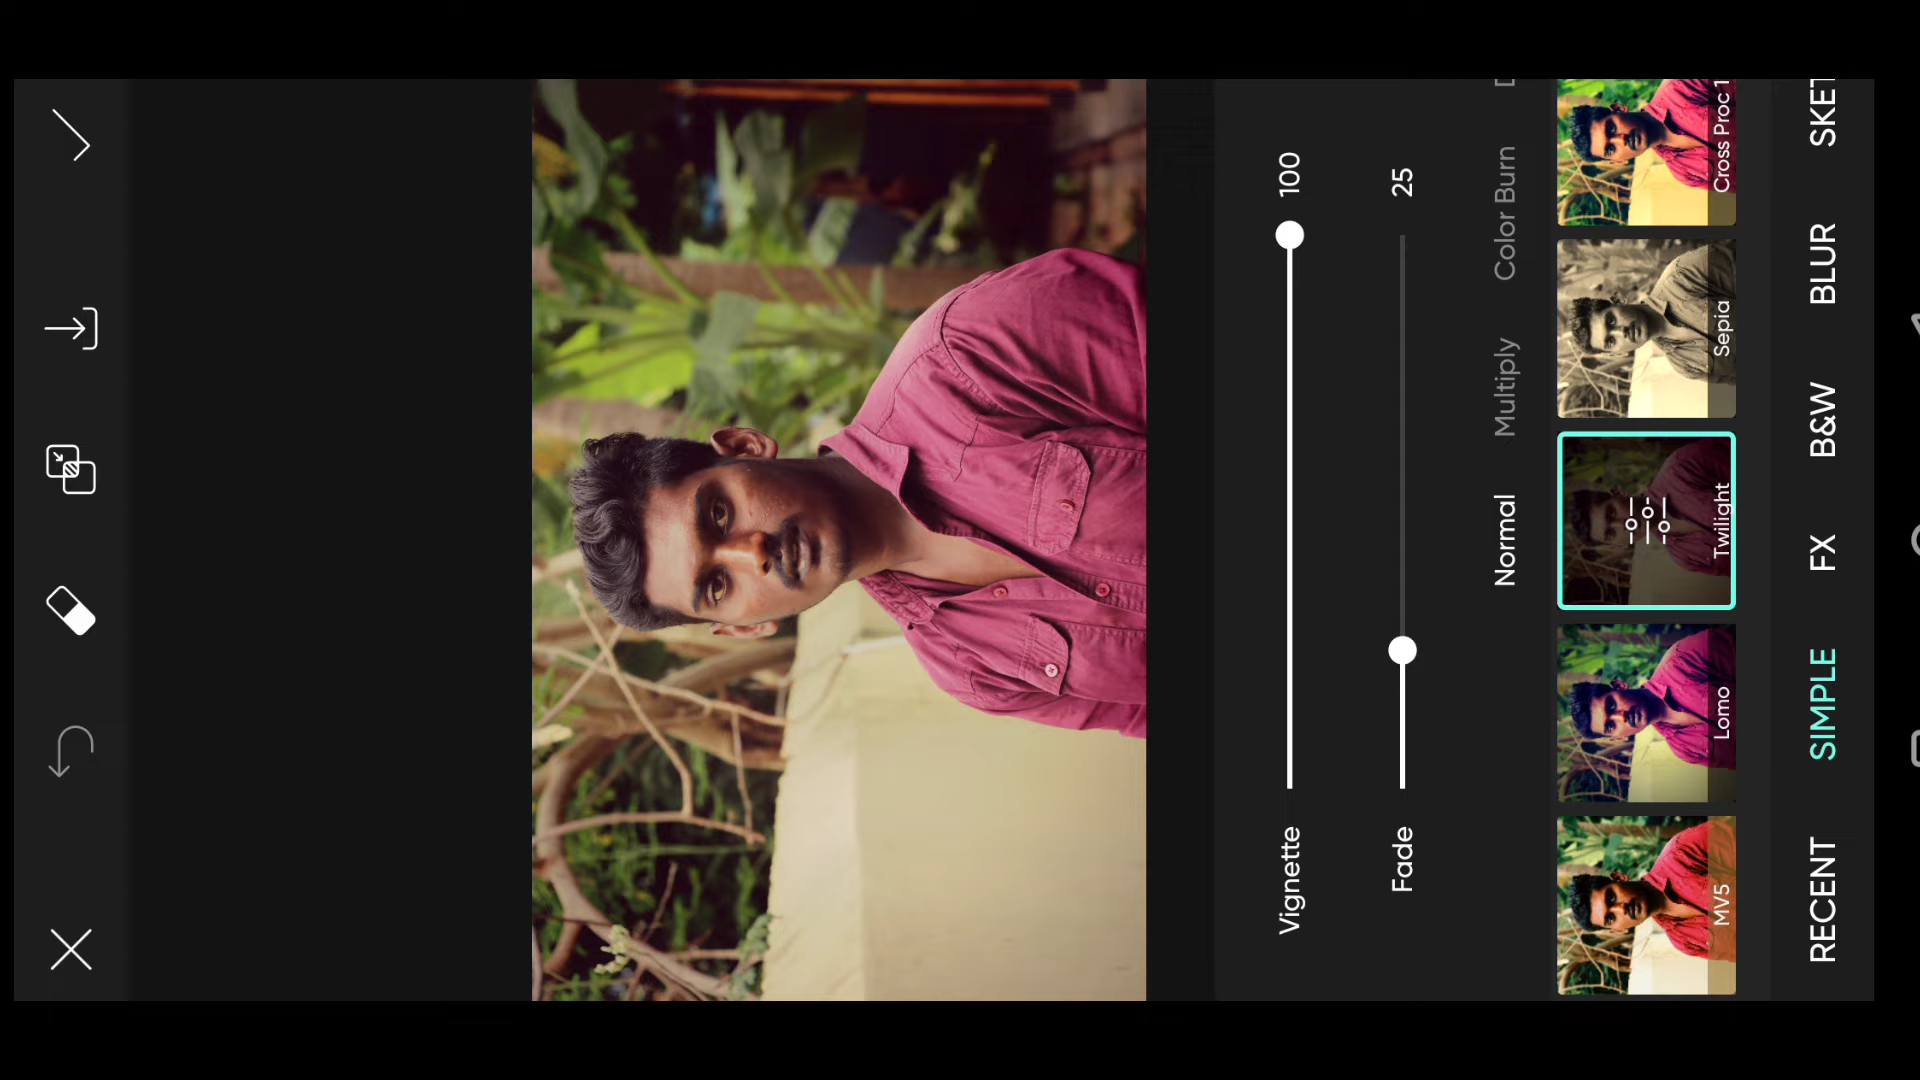 Vignette 100
Fade 25
Normal Multiply Color Burn
MV5 Lomo Twilight Sepia Cross Proc 1
RECENT SIMPLE FX B&W BLUR SKET